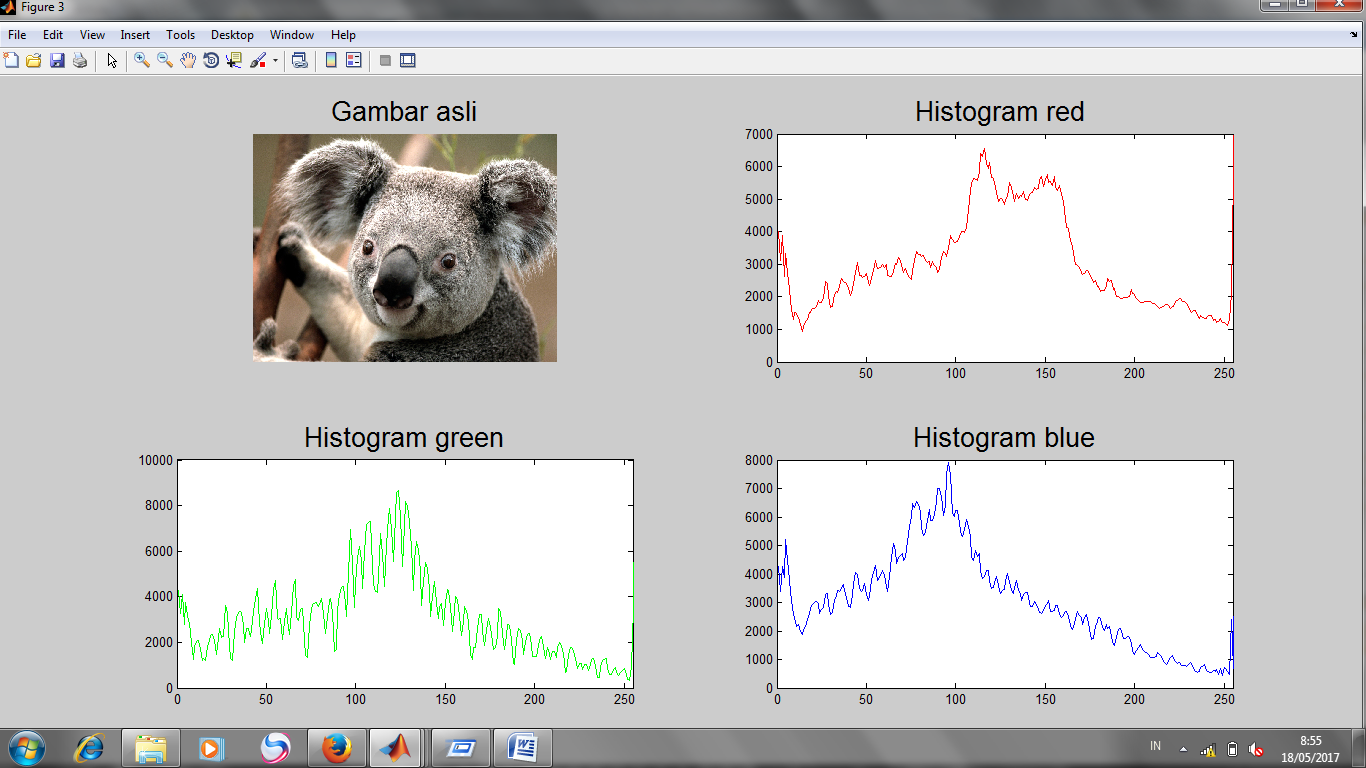 Figure 3
File Edit View Insert Tools Desktop Window Help
Gambar asli
Histogram red
7000
6000
5000
4000
3000
2000
1000
0
0 50 100 150 200 250
Histogram green
10000
8000
6000
4000
2000
0
0 50 100 150 200 250
Histogram blue
8000
7000
6000
5000
4000
3000
2000
1000
0
0 50 100 150 200 250
IN
8:55
18/05/2017